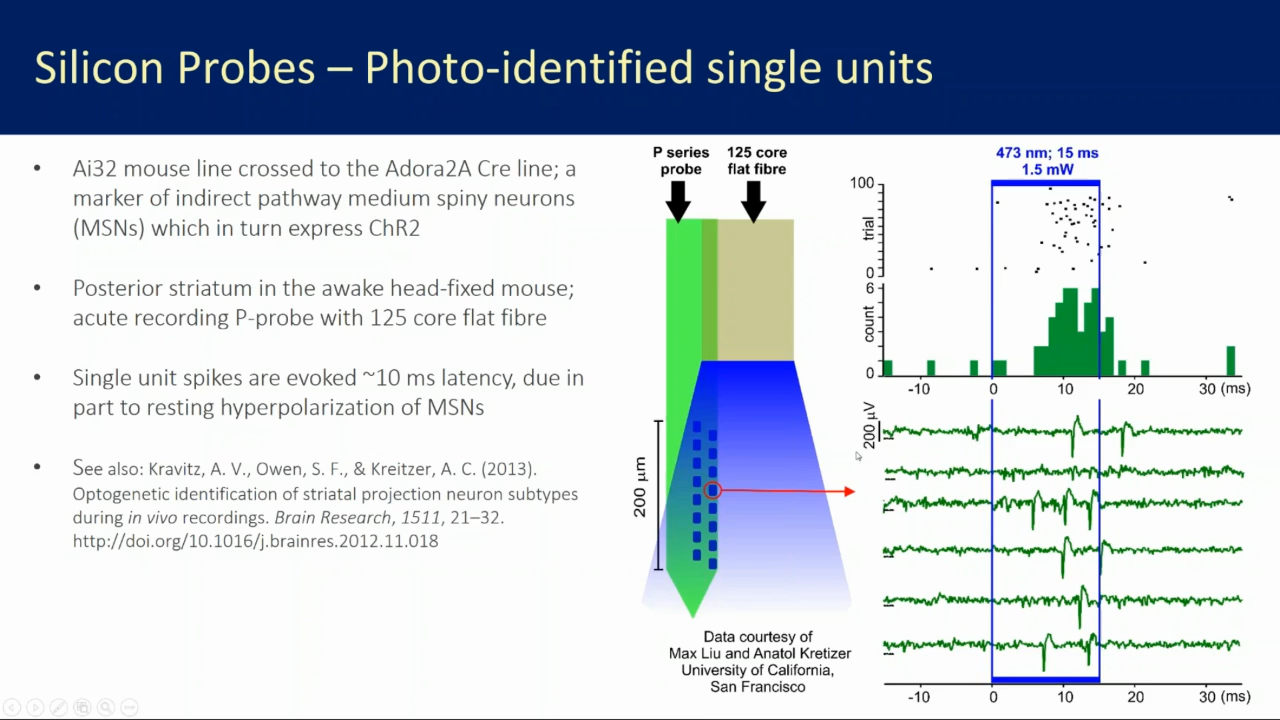 Silicon Probes – Photo-identified single units
• Ai32 mouse line crossed to the Adora2A Cre line; a
marker of indirect pathway medium spiny neurons
(MSNs) which in turn express ChR2
• Posterior striatum in the awake head-fixed mouse;
acute recording P-probe with 125 core flat fibre
• Single unit spikes are evoked ~10 ms latency, due in
part to resting hyperpolarization of MSNs
• See also: Kravitz, A. V., Owen, S. F., & Kreitzer, A. C. (2013).
Optogenetic identification of striatal projection neuron subtypes
during in vivo recordings. Brain Research, 1511, 21–32.
http://doi.org/10.1016/j.brainres.2012.11.018
P series
probe
125 core
flat fibre
200 µm
Data courtesy of
Max Liu and Anatol Kretizer
University of California,
San Francisco
473 nm; 15 ms
1.5 mW
100
trial
0
6
count
0
-10 0 10 20 30 (ms)
200 µV
-10 0 10 20 30 (ms)